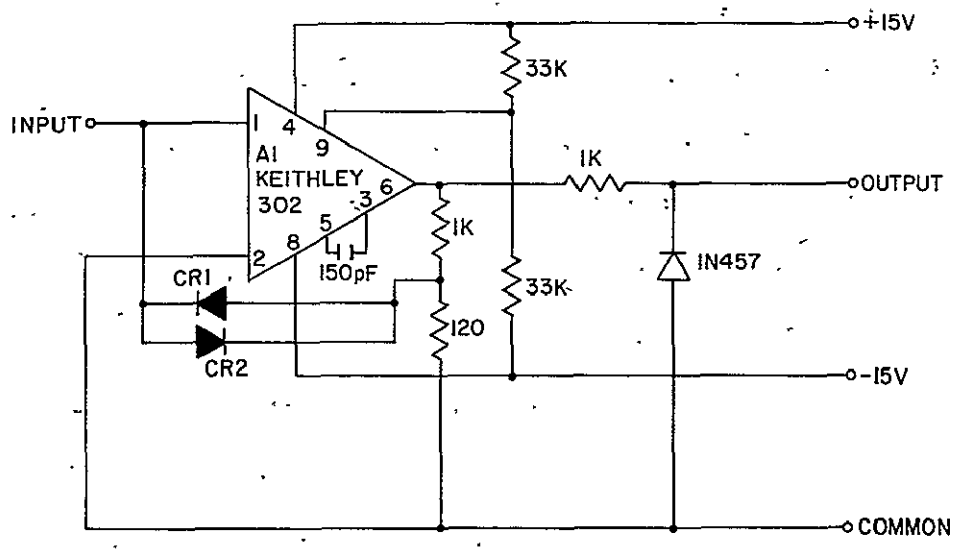 +15V
33K
INPUT
1
4
9
A1
KEITHLEY
302
6
3
5
8
2
150pF
1K
1K
OUTPUT
1N457
CR1
CR2
120
33K
-15V
COMMON